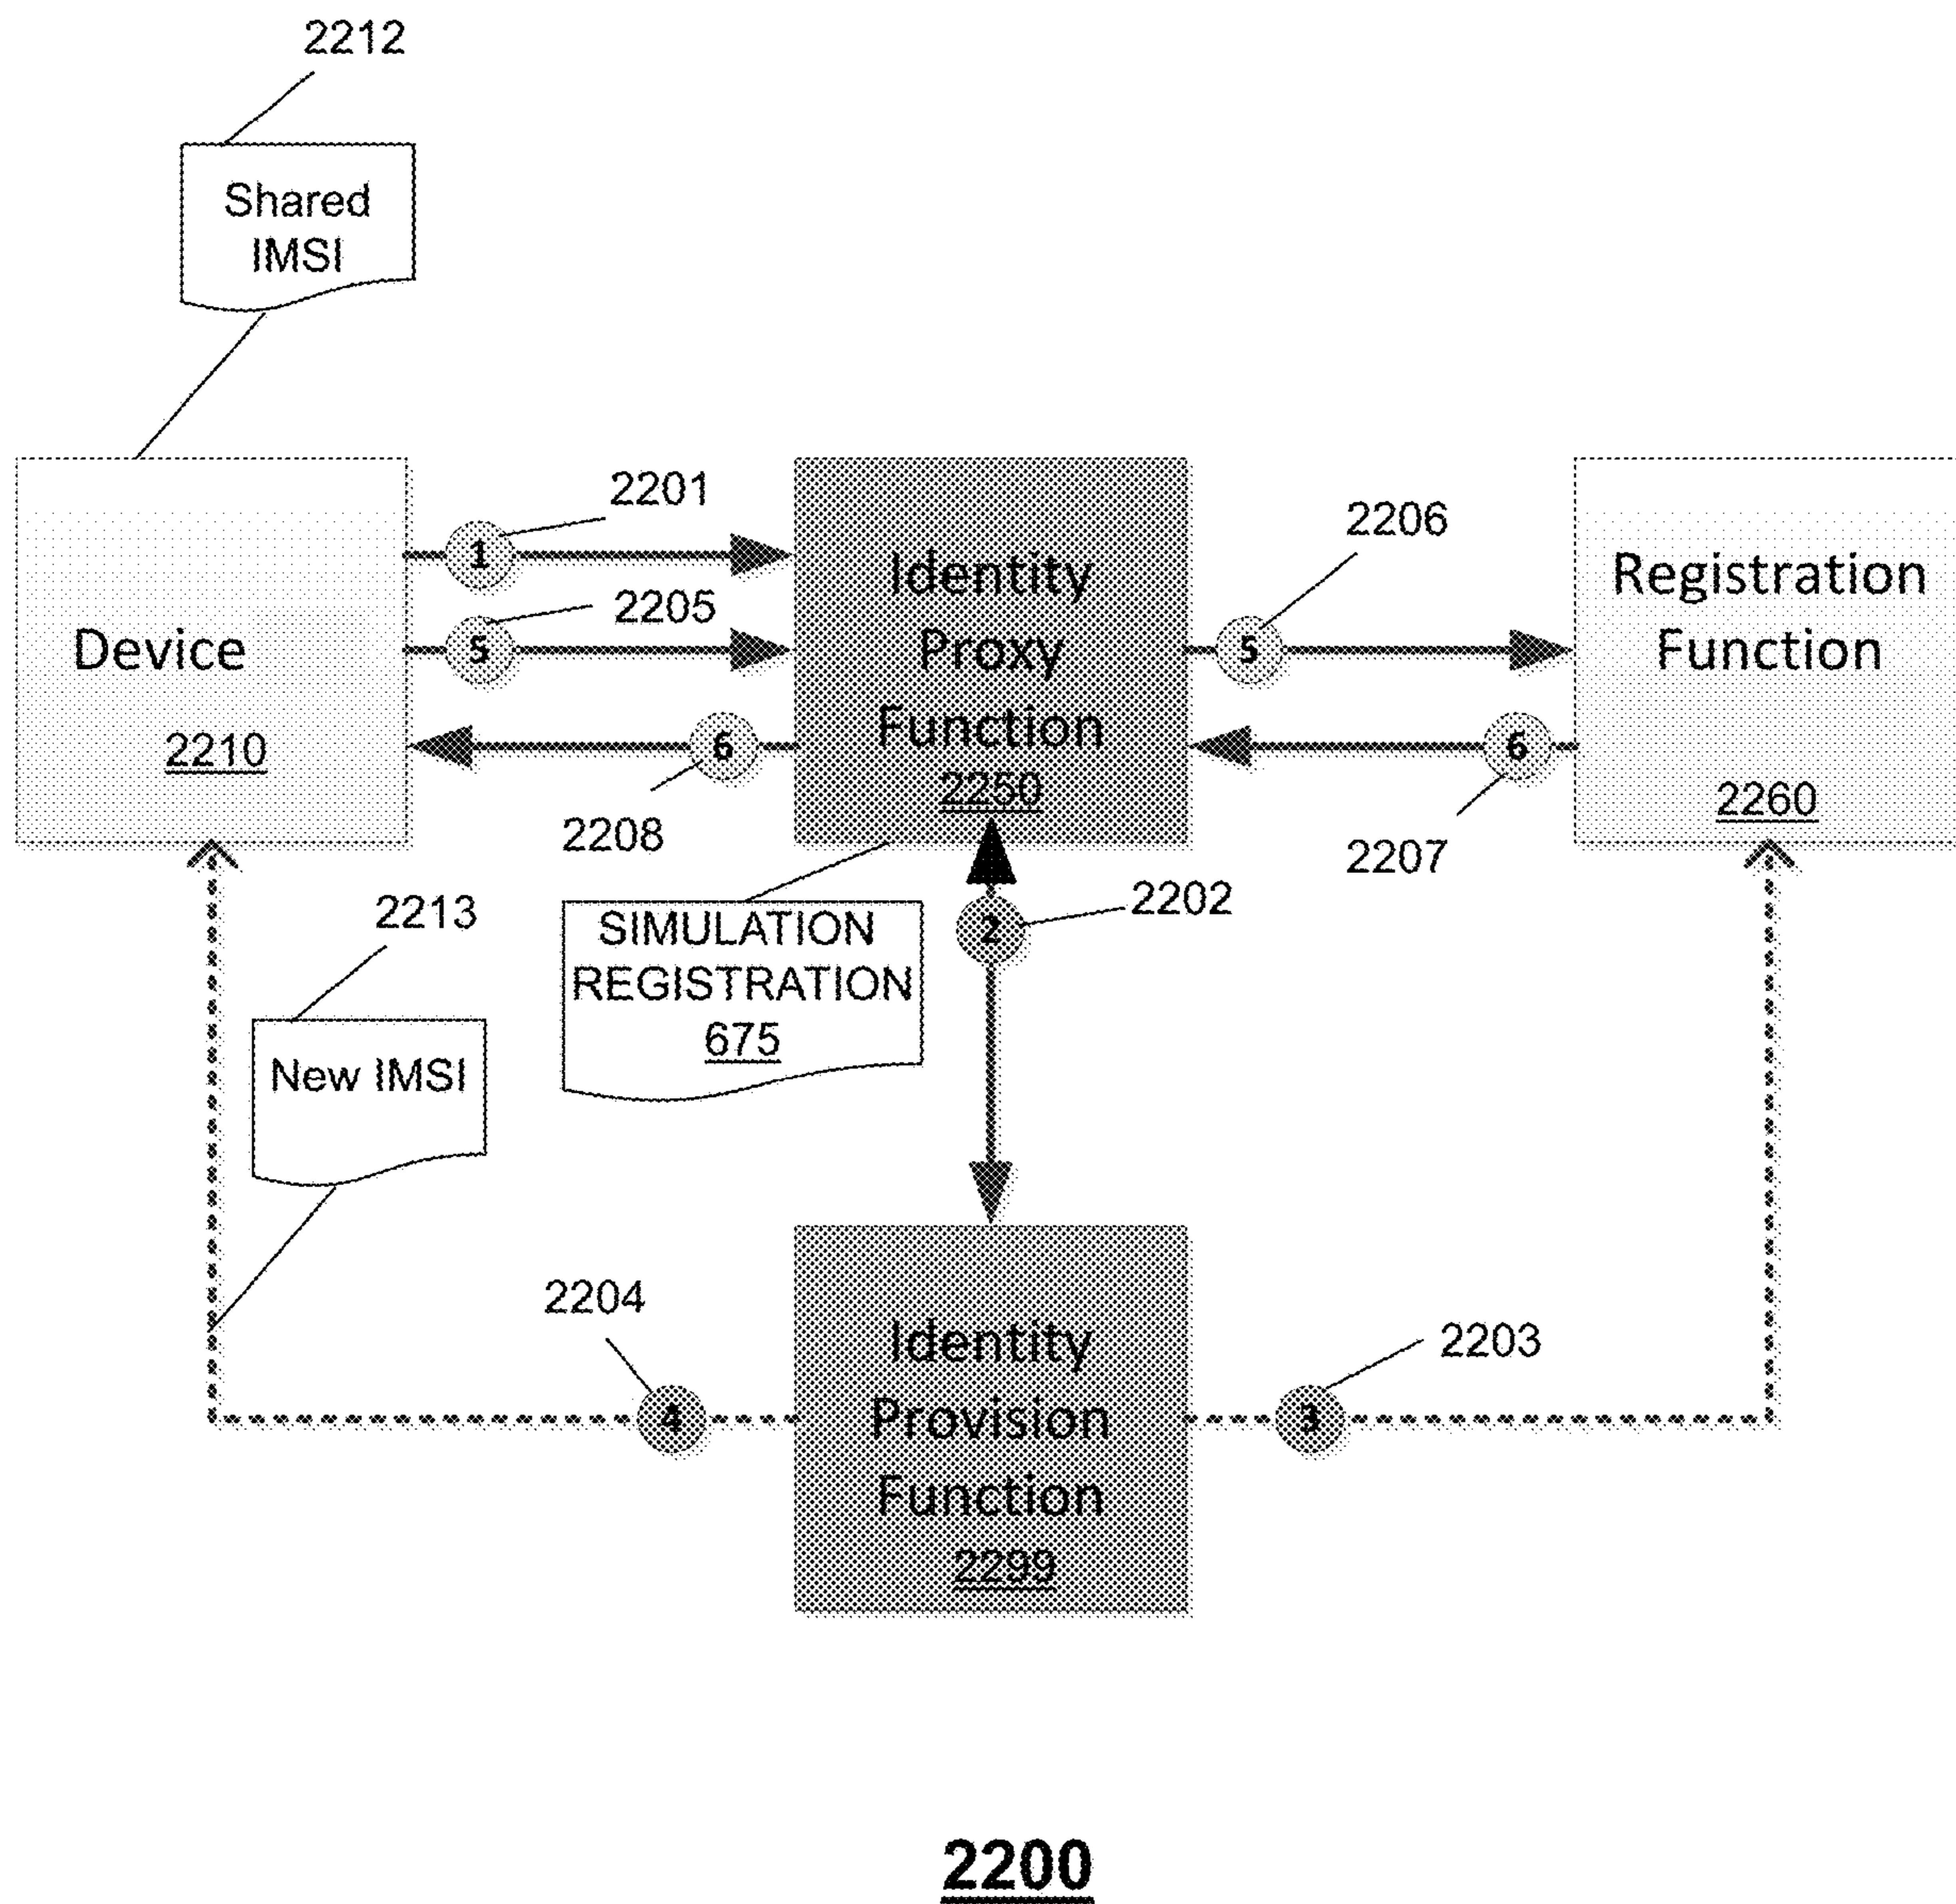 2212
Shared
IMSI
2201
1
2205
5
2206
5
Device
2210
Identity
Proxy
Function
2250
Registration
Function
2260
6
2208
6
2207
2213
SIMULATION
REGISTRATION
675
2
2202
New IMSI
2204
4
Identity
Provision
Function
2299
2203
3
2200